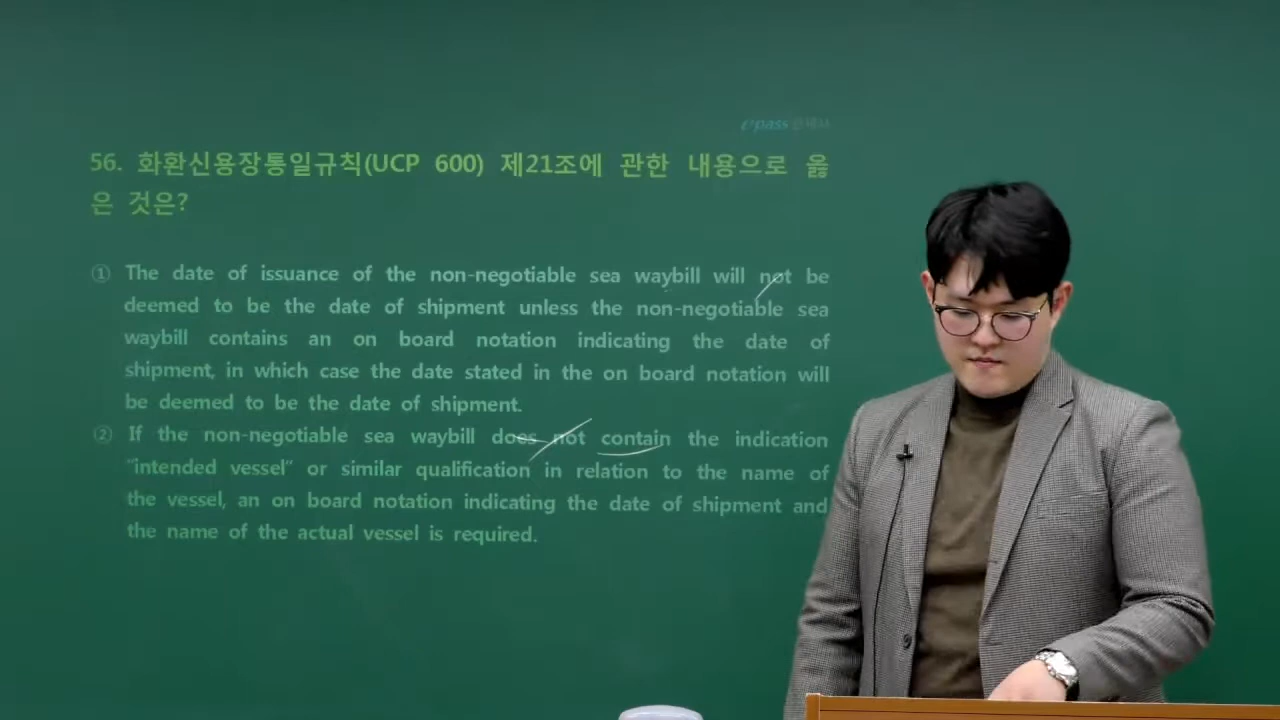 epass 관세사
56. 화환신용장통일규칙(UCP 600) 제21조에 관한 내용으로 옳
은 것은?
① The date of issuance of the non-negotiable sea waybill will not be
deemed to be the date of shipment unless the non-negotiable sea
waybill contains an on board notation indicating the date of
shipment, in which case the date stated in the on board notation will
be deemed to be the date of shipment.
② If the non-negotiable sea waybill does not contain the indication
"intended vessel" or similar qualification in relation to the name of
the vessel, an on board notation indicating the date of shipment and
the name of the actual vessel is required.